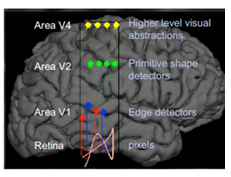 Area V4
Higher level visual
abstractions
Area V2
Primitive shape
detectors
Area V1
Edge detectors
Retina
pixels